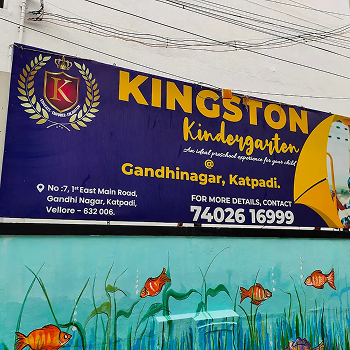 K
KINGSTON
Kindergarten
An ideal preschool experience for your child
@
Gandhinagar, Katpadi.
No :7, 1st East Main Road,
Gandhi Nagar, Katpadi,
Vellore - 632 006.
FOR MORE DETAILS, CONTACT
74026 16999